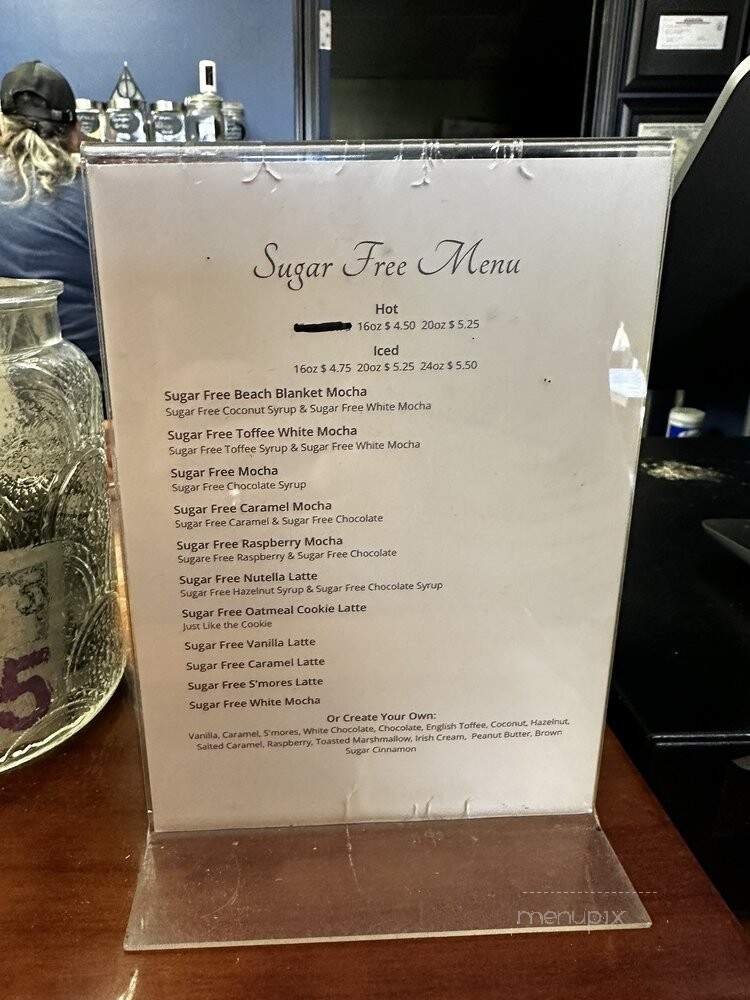 Sugar Free Menu
Hot
16oz $ 4.50 20oz $ 5.25
Iced
16oz $ 4.75 20oz $ 5.25 24oz $ 5.50
Sugar Free Beach Blanket Mocha
Sugar Free Coconut Syrup & Sugar Free White Mocha
Sugar Free Toffee White Mocha
Sugar Free Toffee Syrup & Sugar Free White Mocha
Sugar Free Mocha
Sugar Free Chocolate Syrup
Sugar Free Caramel Mocha
Sugar Free Caramel & Sugar Free Chocolate
Sugar Free Raspberry Mocha
Sugare Free Raspberry & Sugar Free Chocolate
Sugar Free Nutella Latte
Sugar Free Hazelnut Syrup & Sugar Free Chocolate Syrup
Sugar Free Oatmeal Cookie Latte
Just Like the Cookie
Sugar Free Vanilla Latte
Sugar Free Caramel Latte
Sugar Free S'mores Latte
Sugar Free White Mocha
Or Create Your Own:
Vanilla, Caramel, S'mores, White Chocolate, Chocolate, English Toffee, Coconut, Hazelnut,
Salted Caramel, Raspberry, Toasted Marshmallow, Irish Cream, Peanut Butter, Brown
Sugar Cinnamon
5
menupix